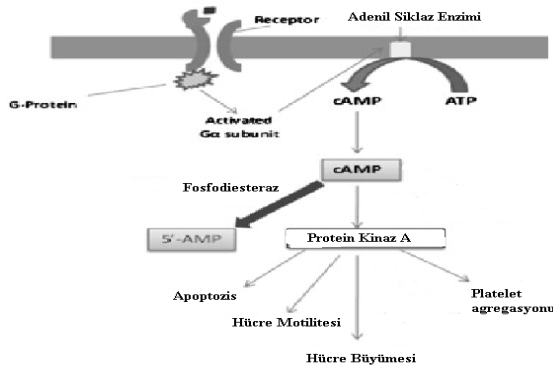 Receptor
Adenil Siklaz Enzimi
G-Protein
Activated
Gα subunit
cAMP
ATP
cAMP
Fosfodiesteraz
5'-AMP
Protein Kinaz A
Apoptozis
Hücre Motilitesi
Hücre Büyümesi
Platelet
agregasyonu